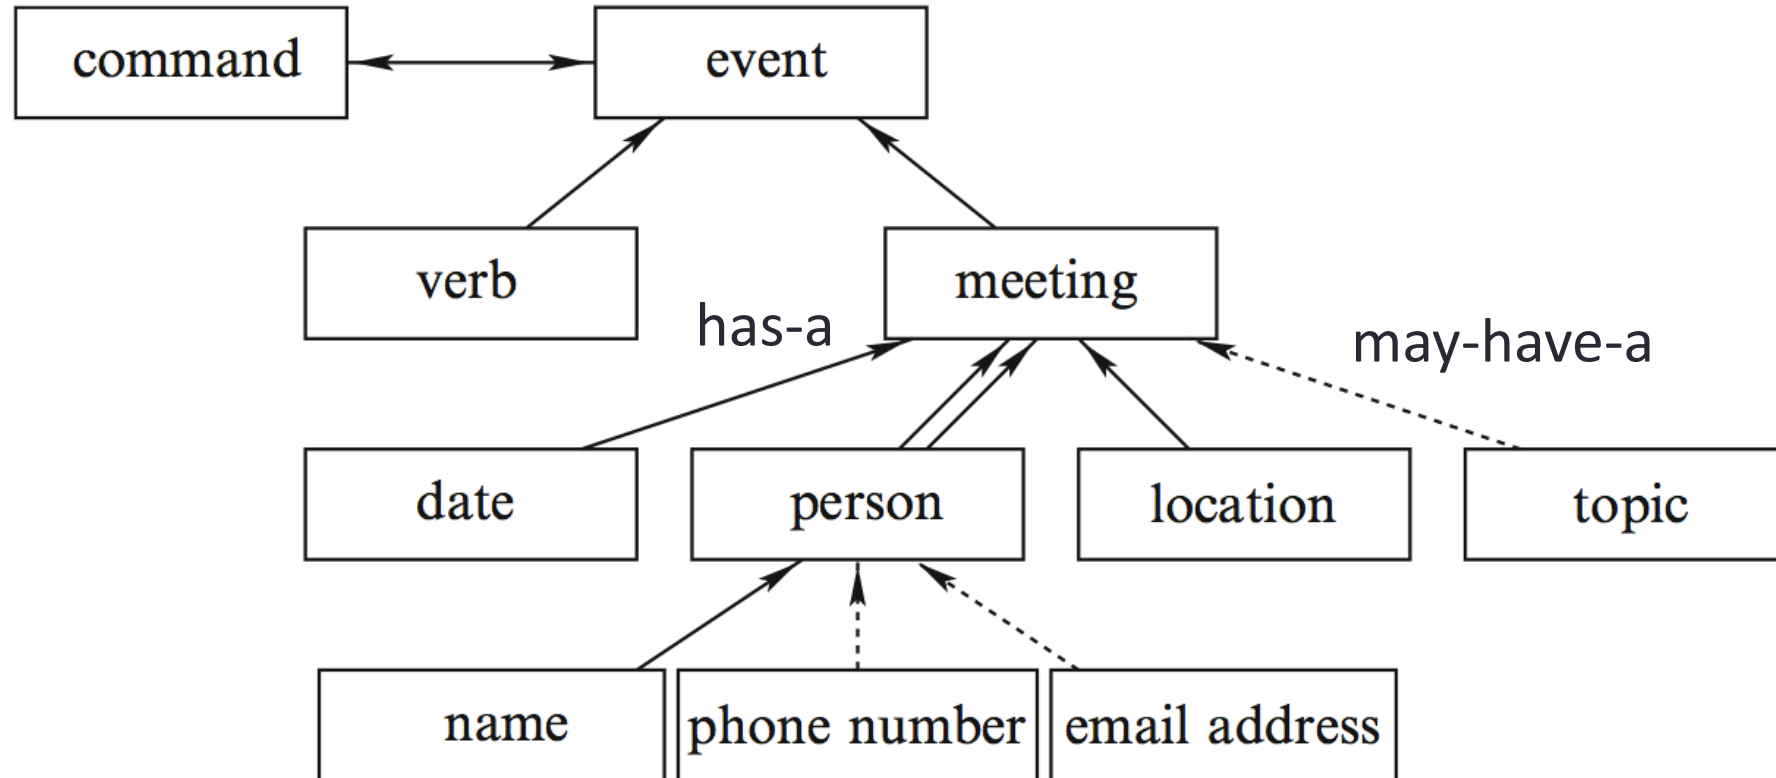 command
event
verb
meeting
has-a
may-have-a
date
person
location
topic
name
phone number
email address